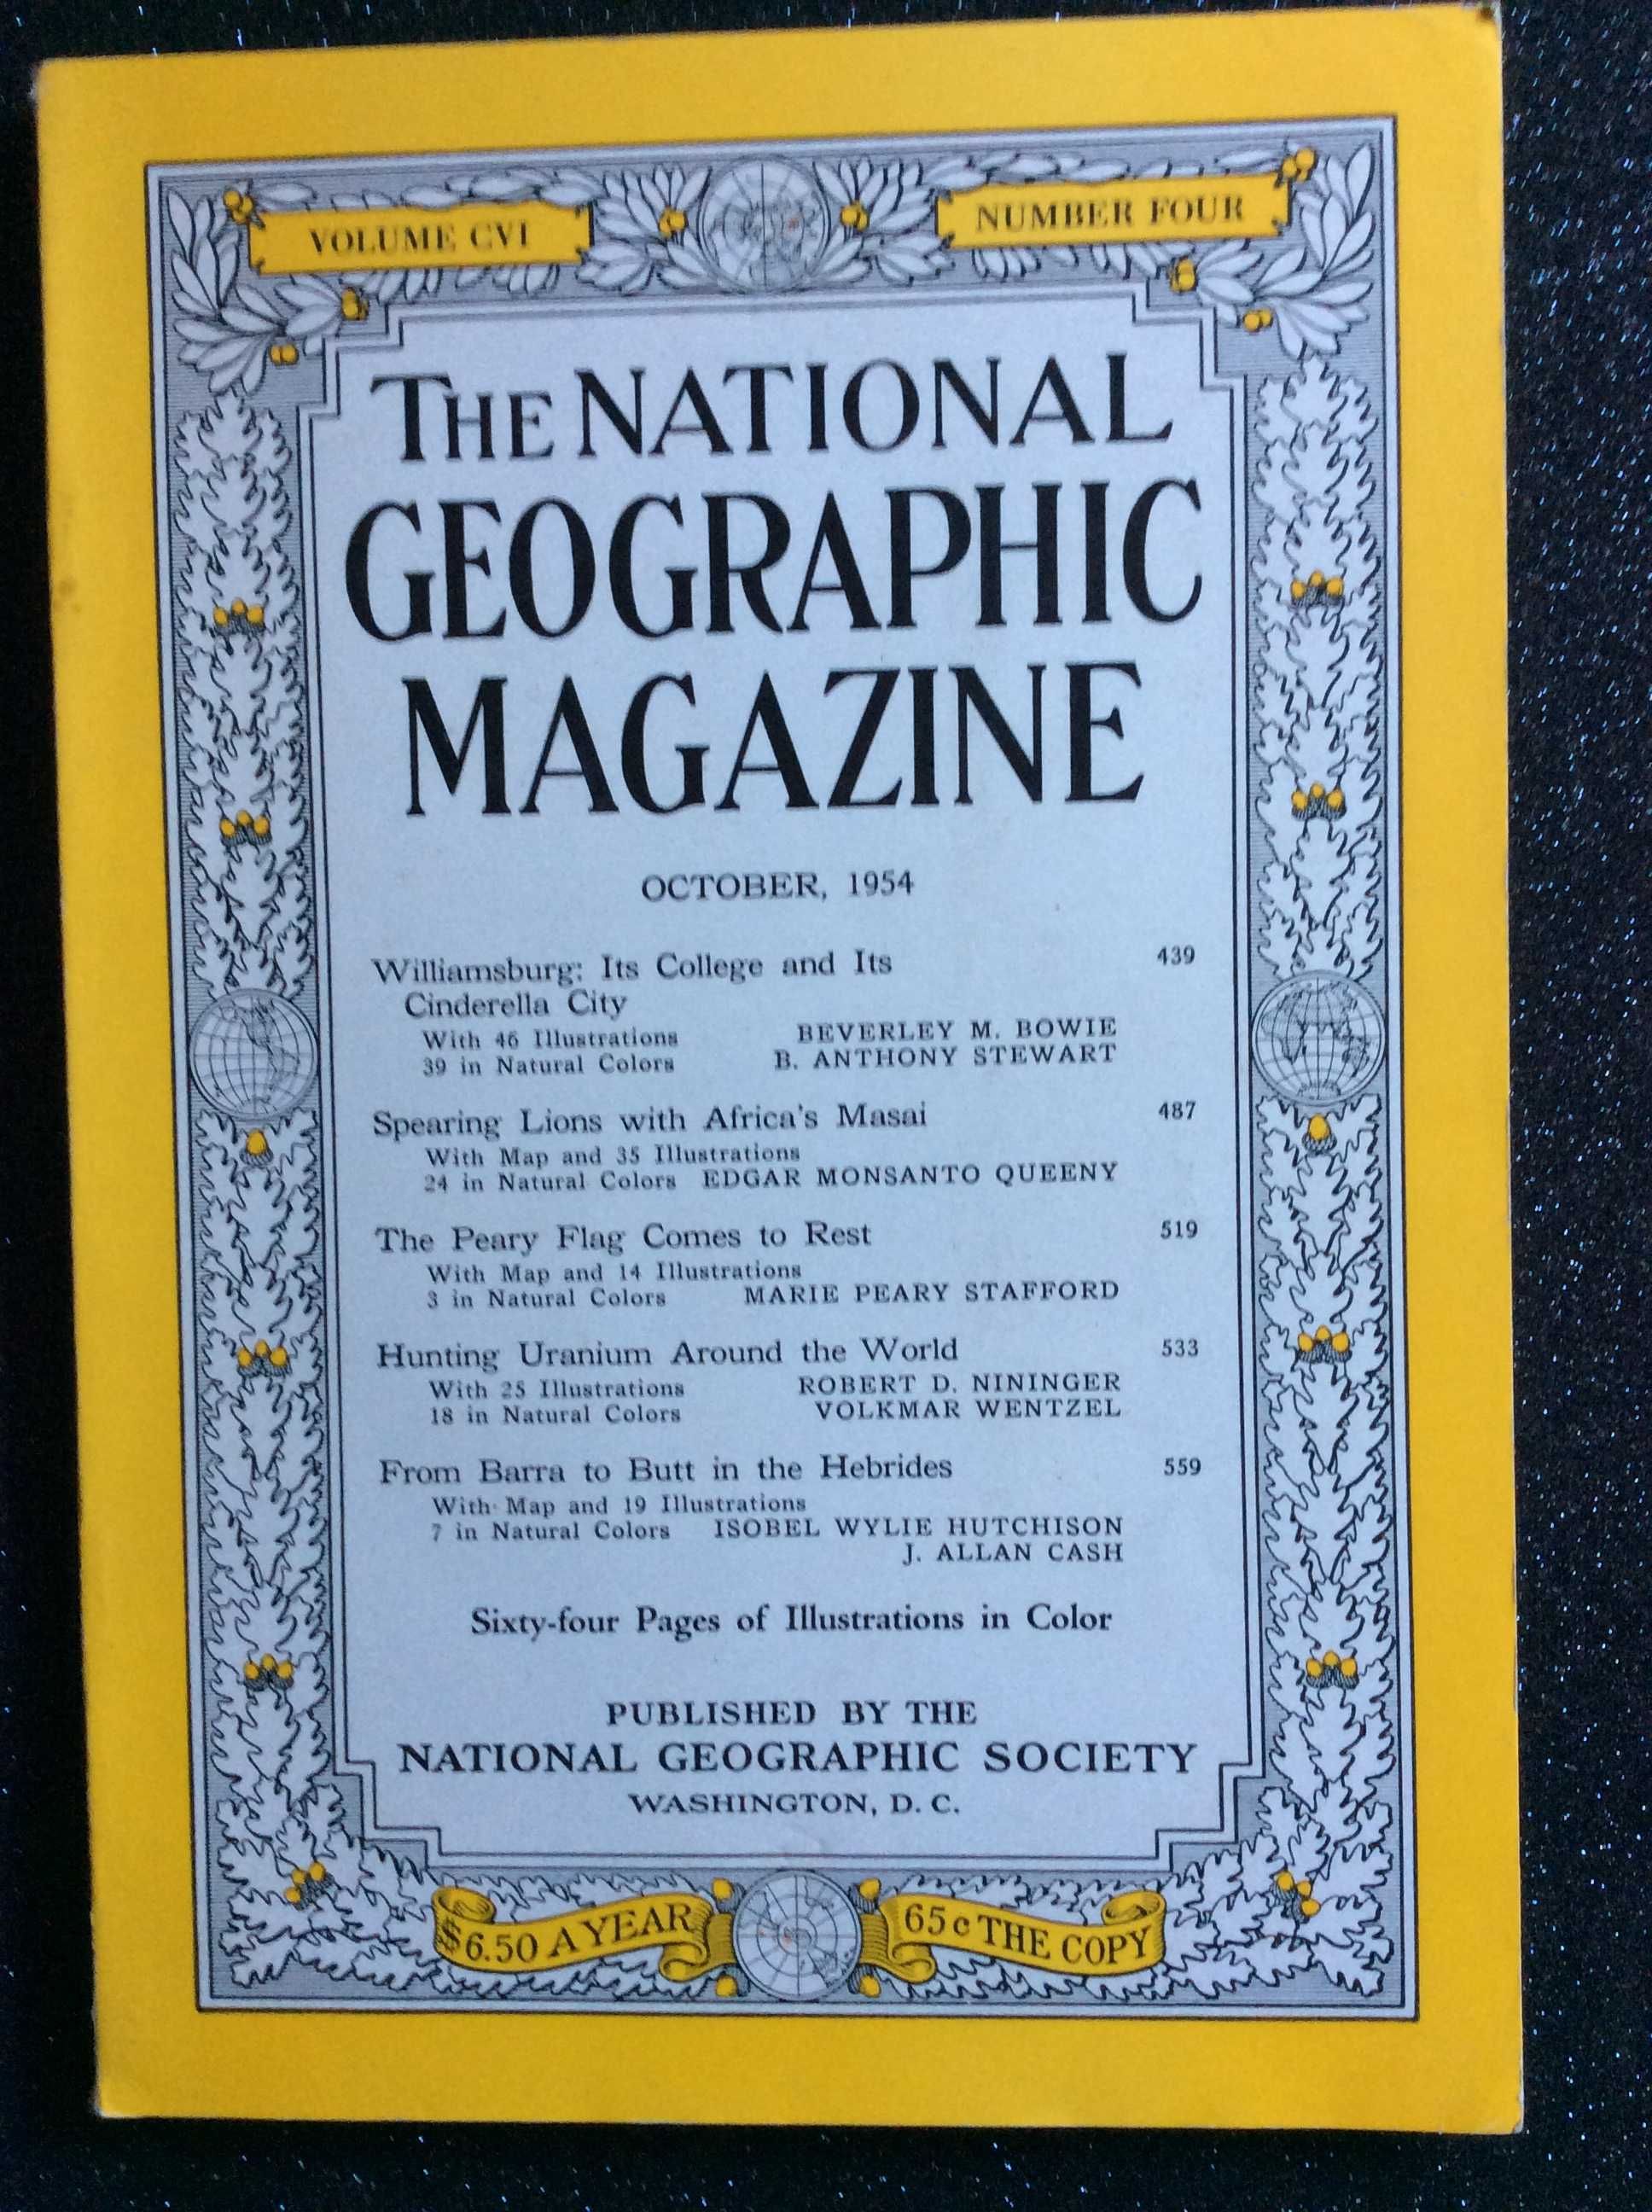 VOLUME CVI
NUMBER FOUR
THE NATIONAL
GEOGRAPHIC
MAGAZINE
OCTOBER, 1954
Williamsburg: Its College and Its 439
Cinderella City
With 46 Illustrations BEVERLEY M. BOWIE
39 in Natural Colors B. ANTHONY STEWART
Spearing Lions with Africa's Masai 487
With Map and 35 Illustrations
24 in Natural Colors EDGAR MONSANTO QUEENY
The Peary Flag Comes to Rest 519
With Map and 14 Illustrations
3 in Natural Colors MARIE PEARY STAFFORD
Hunting Uranium Around the World 533
With 25 Illustrations ROBERT D. NININGER
18 in Natural Colors VOLKMAR WENTZEL
From Barra to Butt in the Hebrides 559
With Map and 19 Illustrations
7 in Natural Colors ISOBEL WYLIE HUTCHISON
J. ALLAN CASH
Sixty-four Pages of Illustrations in Color
PUBLISHED BY THE
NATIONAL GEOGRAPHIC SOCIETY
WASHINGTON, D. C.
$6.50 A YEAR
65c THE COPY